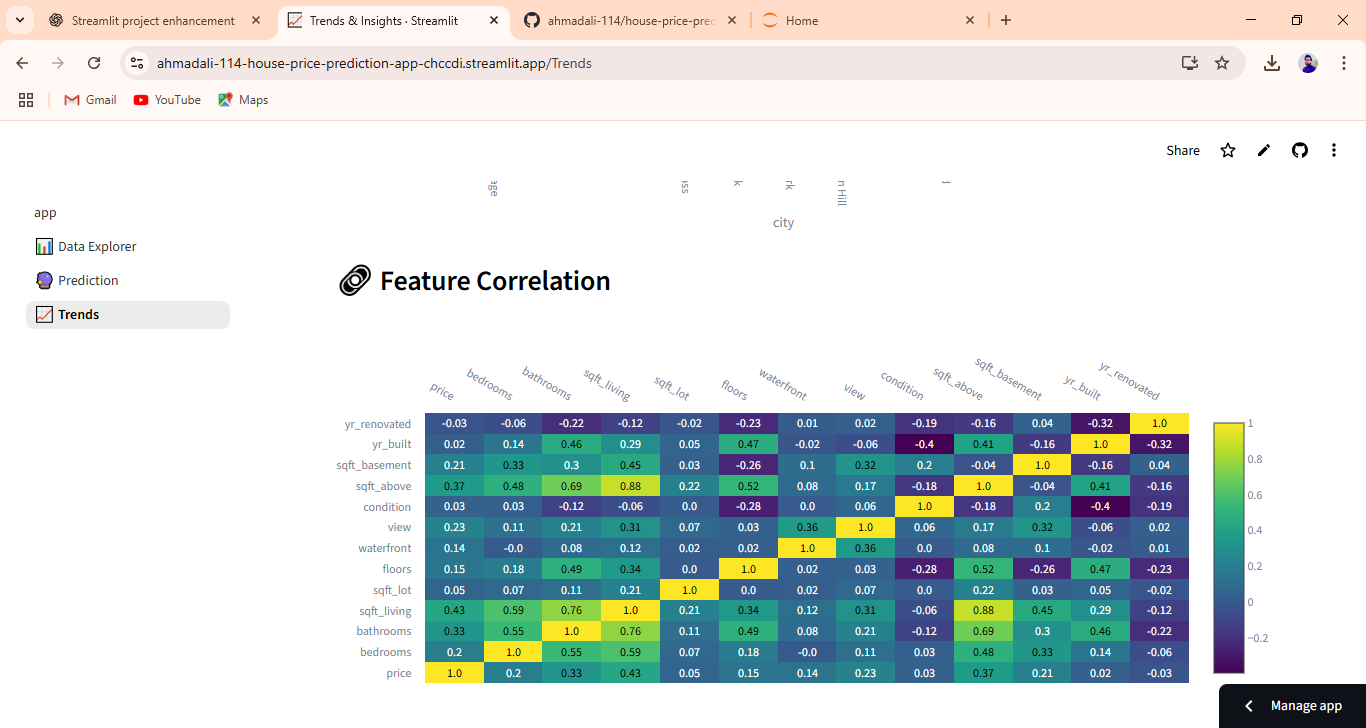 Streamlit project enhancement
Trends & Insights · Streamlit
ahmadali-114/house-price-pred
Home
ahmadali-114-house-price-prediction-app-chccdi.streamlit.app/Trends
Gmail
YouTube
Maps
Share
app
Data Explorer
Prediction
Trends
city
Feature Correlation
price bedrooms bathrooms sqft_living sqft_lot floors waterfront view condition sqft_above sqft_basement yr_built yr_renovated
yr_renovated -0.03 -0.06 -0.22 -0.12 -0.02 -0.23 0.01 0.02 -0.19 -0.16 0.04 -0.32 1.0
yr_built 0.02 0.14 0.46 0.29 0.05 0.47 -0.02 -0.06 -0.4 0.41 -0.16 1.0 -0.32
sqft_basement 0.21 0.33 0.3 0.45 0.03 -0.26 0.1 0.32 0.2 -0.04 1.0 -0.16 0.04
sqft_above 0.37 0.48 0.69 0.88 0.22 0.52 0.08 0.17 -0.18 1.0 -0.04 0.41 -0.16
condition 0.03 0.03 -0.12 -0.06 0.0 -0.28 0.0 0.06 1.0 -0.18 0.2 -0.4 -0.19
view 0.23 0.11 0.21 0.31 0.07 0.03 0.36 1.0 0.06 0.17 0.32 -0.06 0.02
waterfront 0.14 -0.0 0.08 0.12 0.02 0.02 1.0 0.36 0.0 0.08 0.1 -0.02 0.01
floors 0.15 0.18 0.49 0.34 0.0 1.0 0.02 0.03 -0.28 0.52 -0.26 0.47 -0.23
sqft_lot 0.05 0.07 0.11 0.21 1.0 0.0 0.02 0.07 0.0 0.22 0.03 0.05 -0.02
sqft_living 0.43 0.59 0.76 1.0 0.21 0.34 0.12 0.31 -0.06 0.88 0.45 0.29 -0.12
bathrooms 0.33 0.55 1.0 0.76 0.11 0.49 0.08 0.21 -0.12 0.69 0.3 0.46 -0.22
bedrooms 0.2 1.0 0.55 0.59 0.07 0.18 -0.0 0.11 0.03 0.48 0.33 0.14 -0.06
price 1.0 0.2 0.33 0.43 0.05 0.15 0.14 0.23 0.03 0.37 0.21 0.02 -0.03
1
0.8
0.6
0.4
0.2
0
−0.2
Manage app